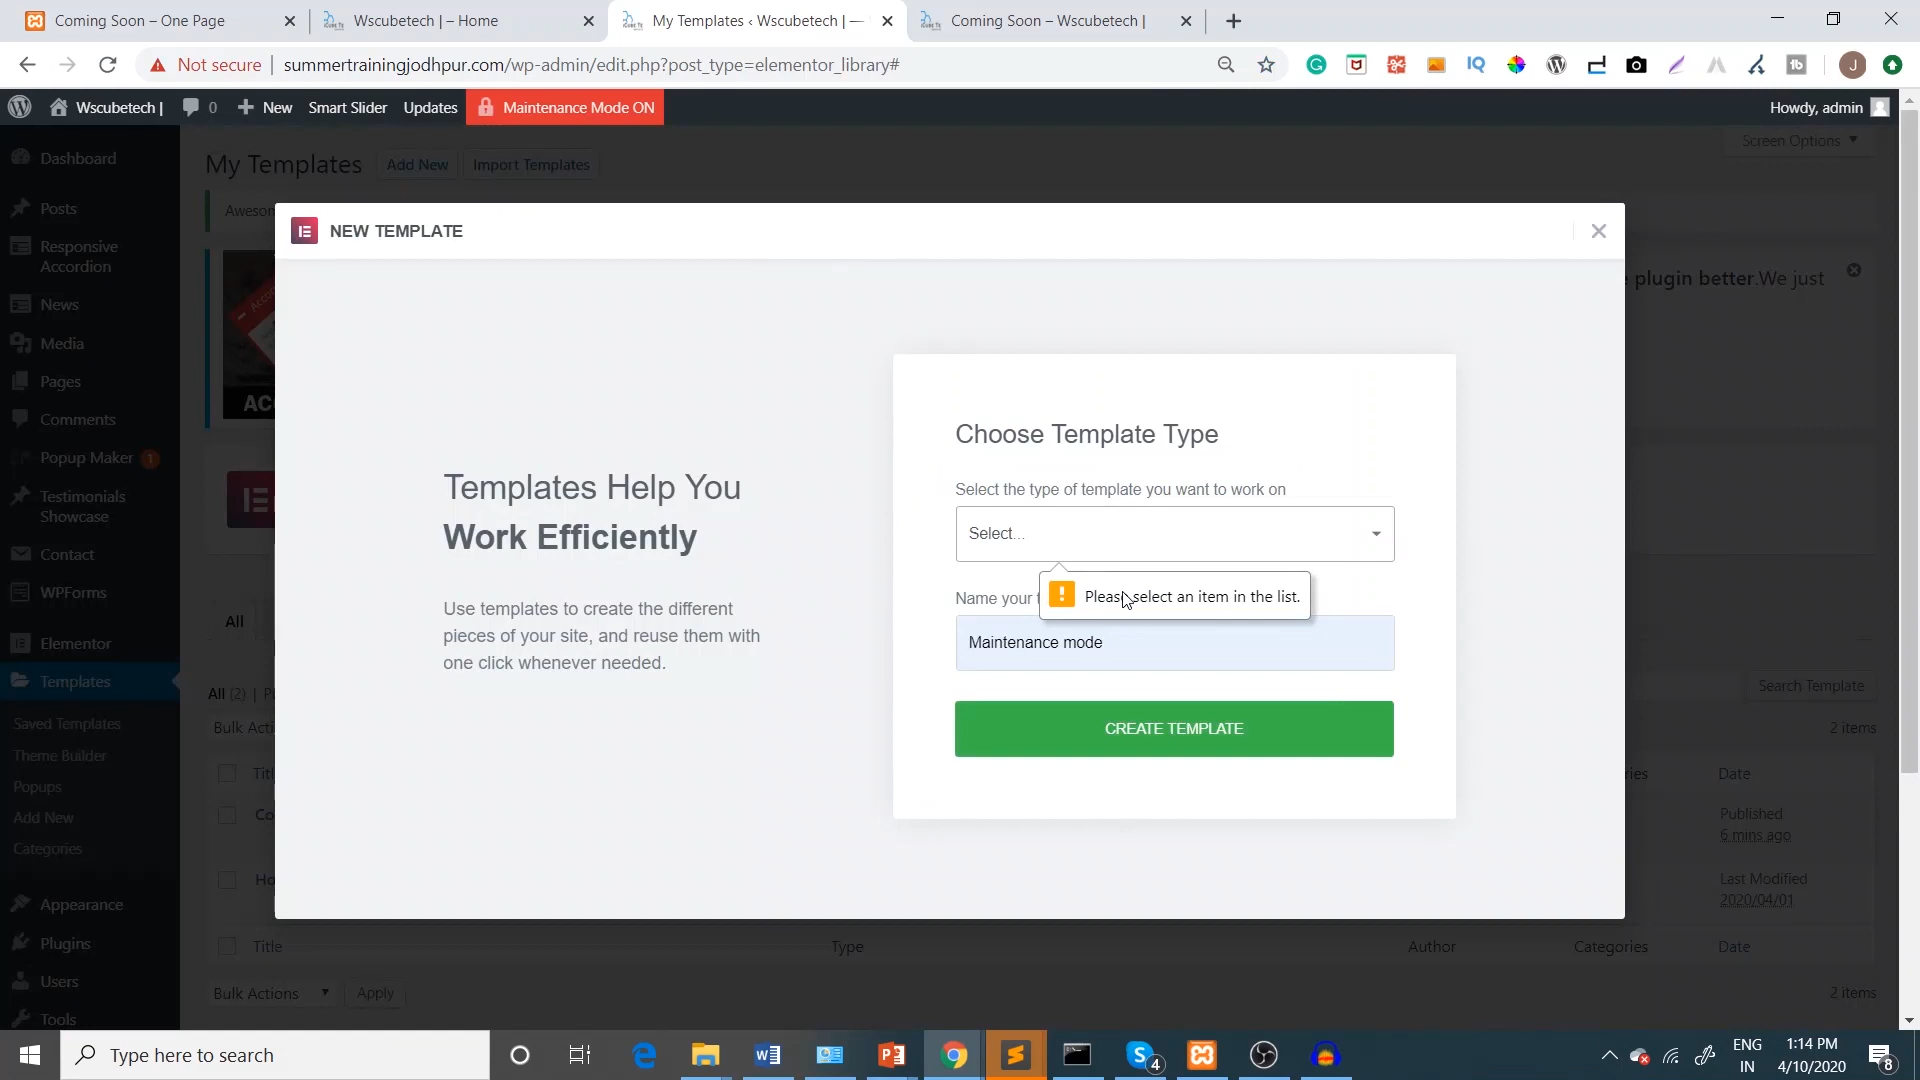 Coming Soon – One Page
Wscubetech | – Home
My Templates ‹ Wscubetech | —
Coming Soon – Wscubetech |
Not secure
summertrainingjodhpur.com/wp-admin/edit.php?post_type=elementor_library#
Wscubetech |
0
New
Smart Slider
Updates
Maintenance Mode ON
Howdy, admin
Dashboard
Posts
Responsive
Accordion
News
Media
Pages
Comments
Popup Maker 1
Testimonials
Showcase
Contact
WPForms
Elementor
Templates
Saved Templates
Theme Builder
Popups
Add New
Categories
Appearance
Plugins
Users
Tools
My Templates
Add New
Import Templates
Screen Options
plugin better.We just
NEW TEMPLATE
Templates Help You
Work Efficiently
Use templates to create the different
pieces of your site, and reuse them with
one click whenever needed.
Choose Template Type
Select the type of template you want to work on
Select...
Please select an item in the list.
Name your
Maintenance mode
CREATE TEMPLATE
All
All (2) |
Search Template
2 items
Date
Published
6 mins ago
Last Modified
2020/04/01
Title
Type
Author
Categories
Date
Bulk Actions
Apply
2 items
Type here to search
4
ENG
IN
1:14 PM
4/10/2020
8